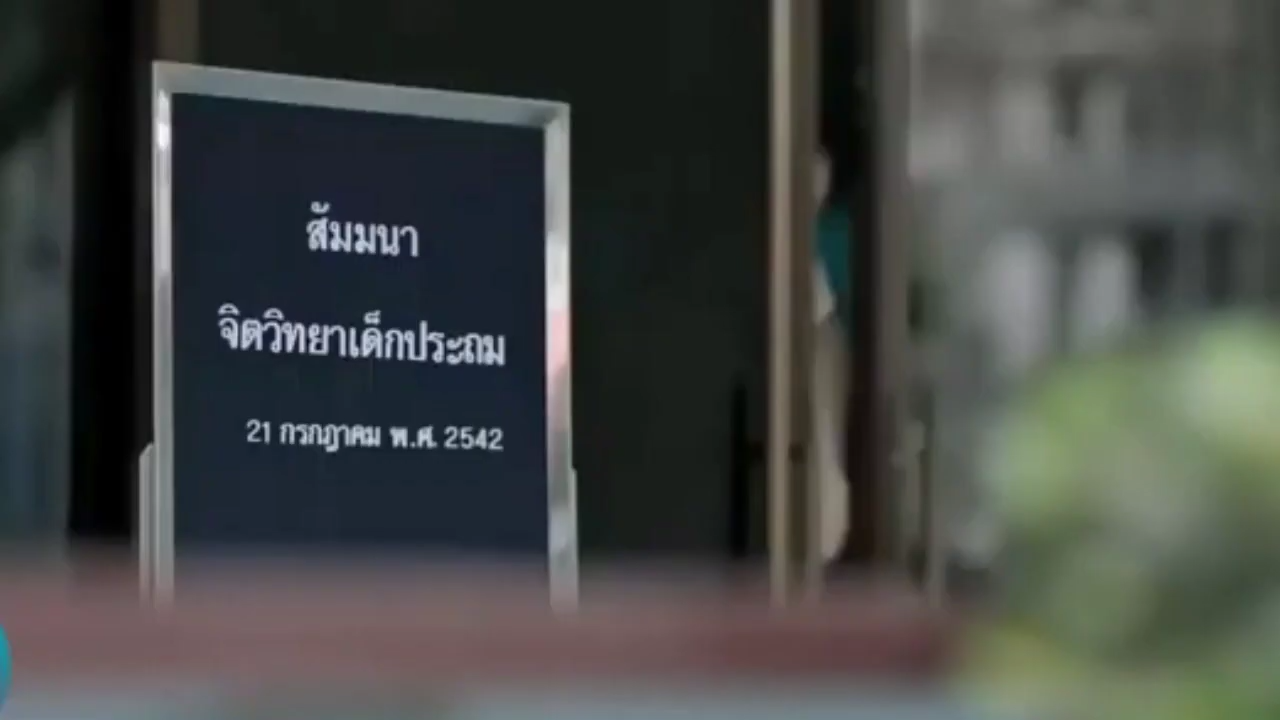 สัมมนา
จิตวิทยาเด็กประถม
21 กรกฎาคม พ.ศ. 2542